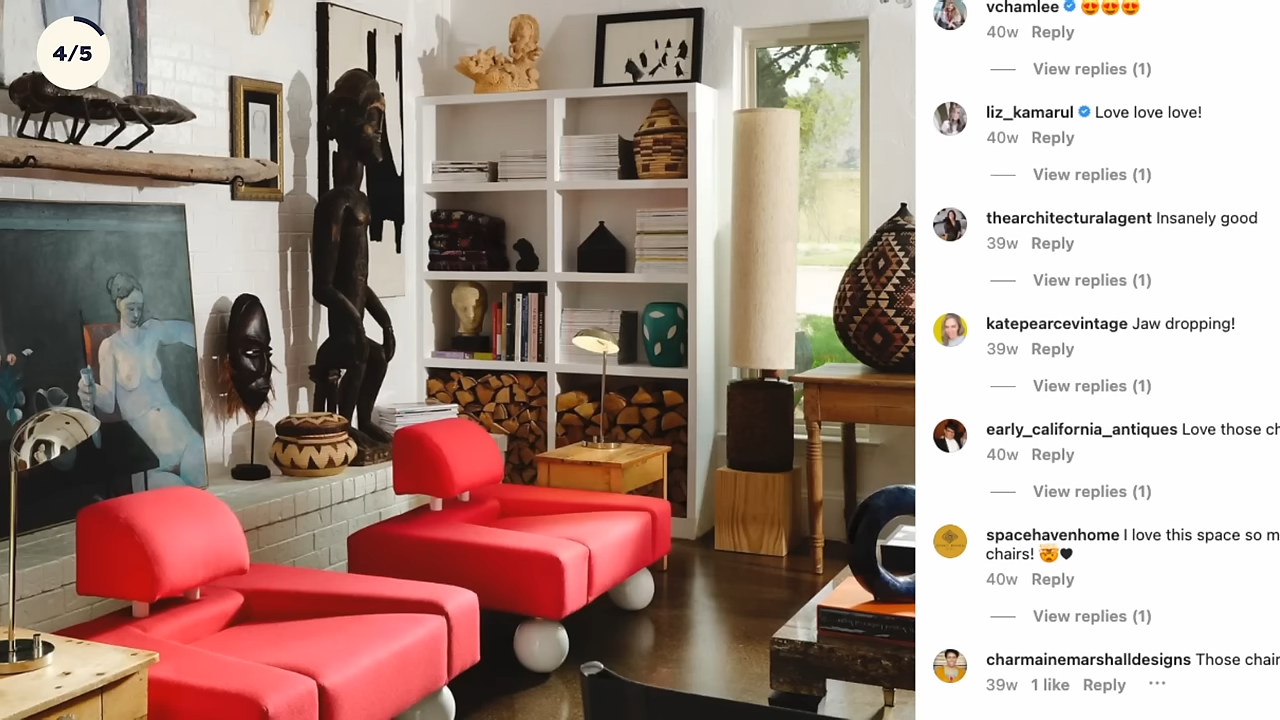 4/5
vchamlee 😍😍😍
40w Reply
View replies (1)
liz_kamarul Love love love!
40w Reply
View replies (1)
thearchitecturalagent Insanely good
39w Reply
View replies (1)
katepearcevintage Jaw dropping!
39w Reply
View replies (1)
early_california_antiques Love those ch
40w Reply
View replies (1)
spacehavenhome I love this space so m
chairs! 🤯🖤
40w Reply
View replies (1)
charmainemarshalldesigns Those chair
39w 1 like Reply ...